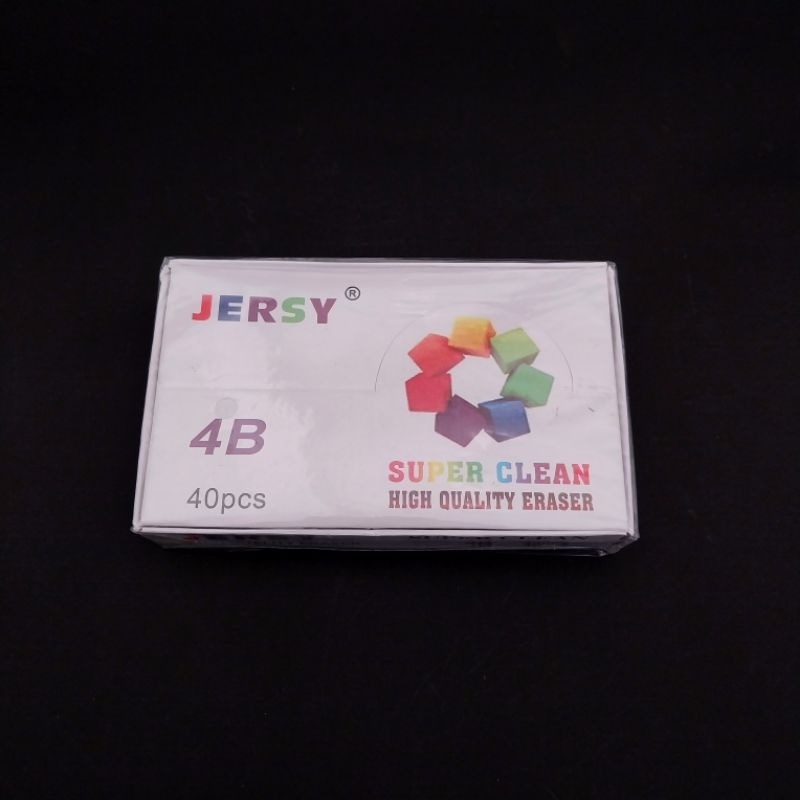 JERSY®
4B
40pcs
SUPER CLEAN
HIGH QUALITY ERASER